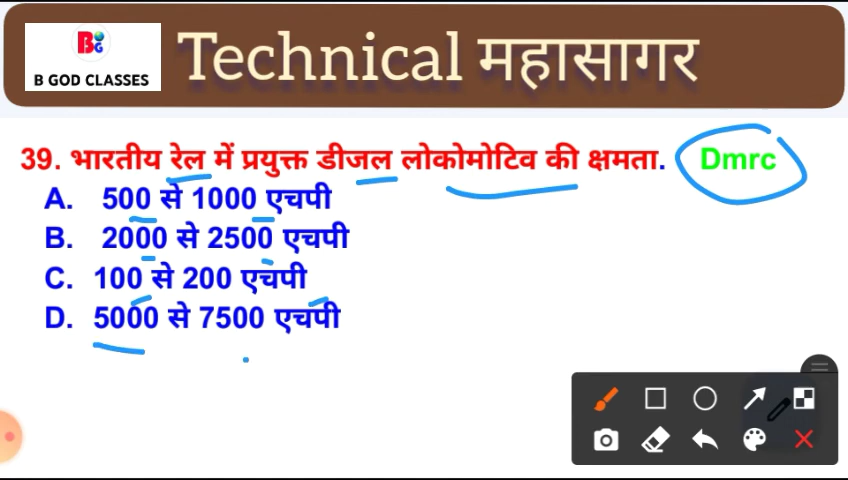 BG
B GOD CLASSES
Technical महासागर
39. भारतीय रेल में प्रयुक्त डीजल लोकोमोटिव की क्षमता. Dmrc
A. 500 से 1000 एचपी
B. 2000 से 2500 एचपी
C. 100 से 200 एचपी
D. 5000 से 7500 एचपी